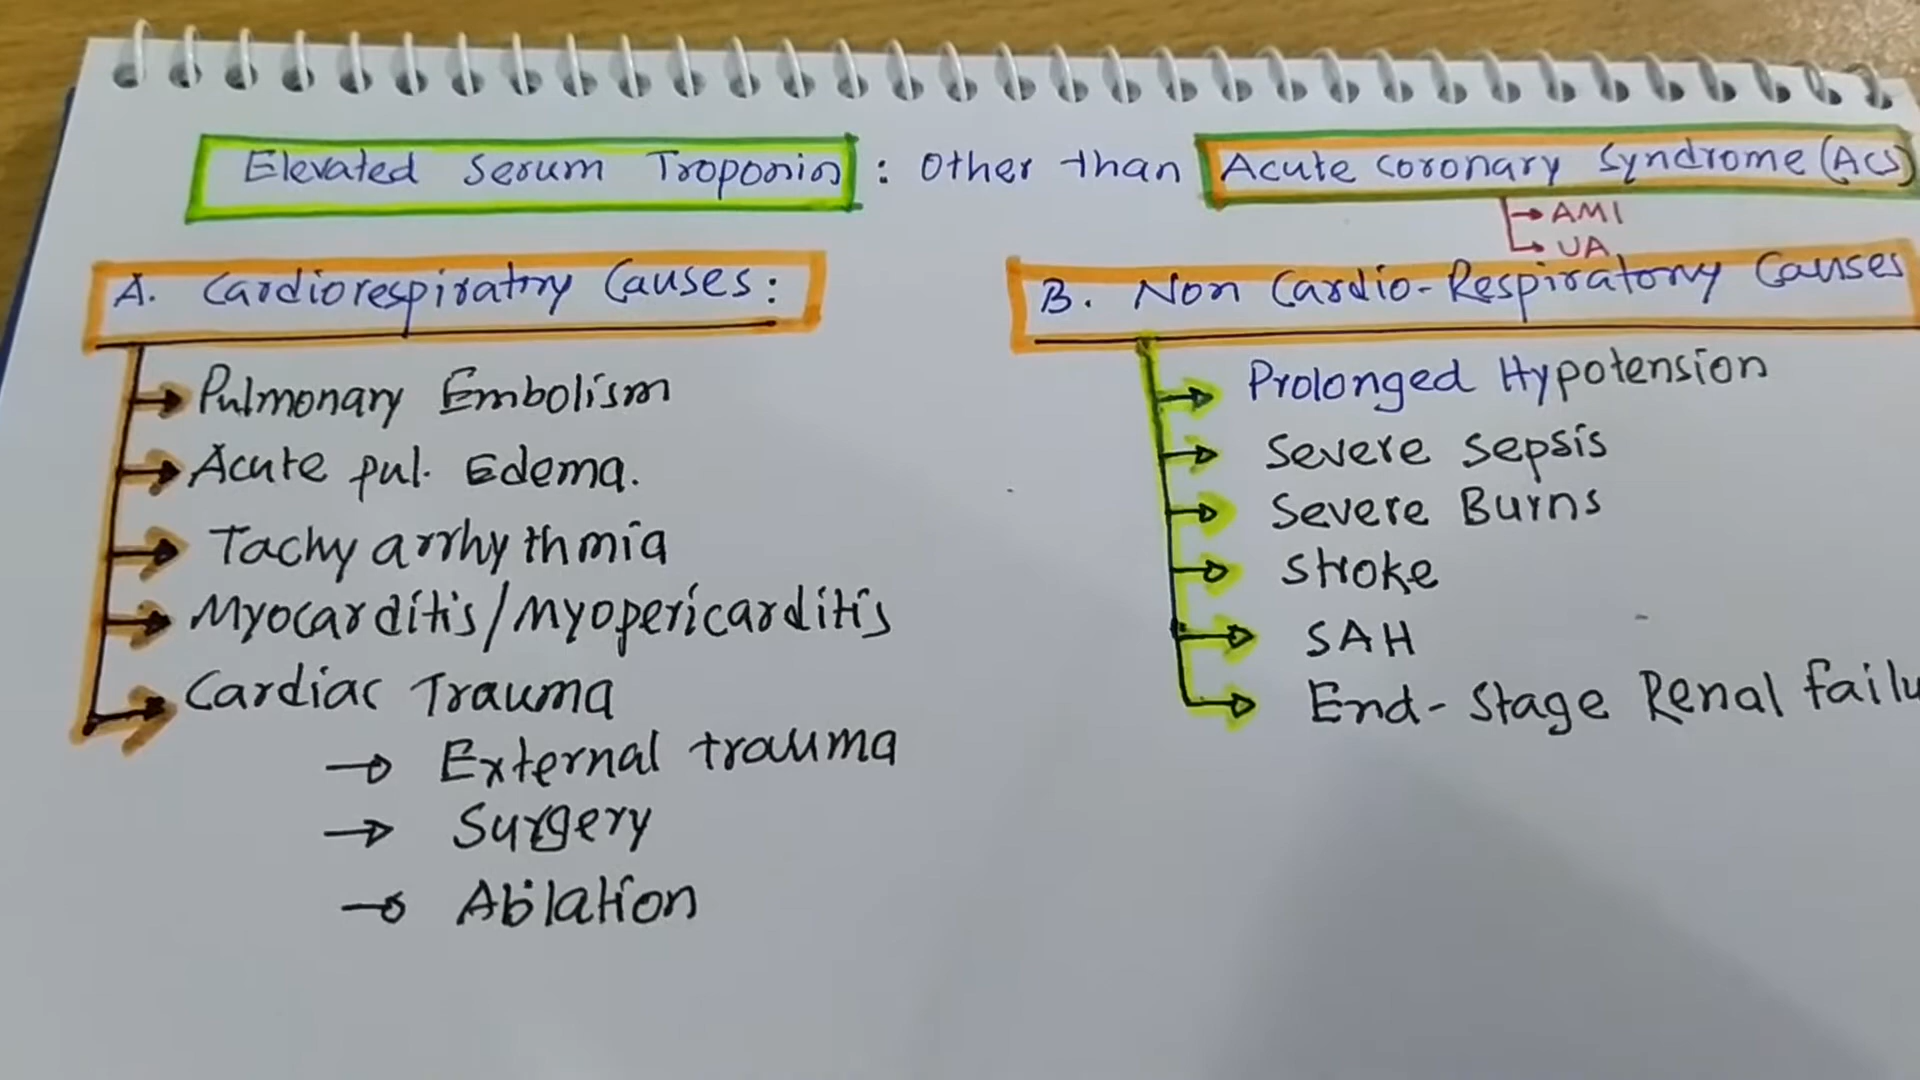 Elevated Serum Troponin : Other than Acute Coronary Syndrome (ACS)
→ AMI
→ UA
A. Cardiorespiratory Causes:
→ Pulmonary Embolism
→ Acute pul. Edema.
→ Tachy arrhythmia
→ Myocarditis/Myopericarditis
→ Cardiac Trauma
→ External trauma
→ Surgery
→ Ablation
B. Non Cardio-Respiratory Causes
→ Prolonged Hypotension
→ Severe Sepsis
→ Severe Burns
→ Stroke
→ SAH
→ End-Stage Renal failu